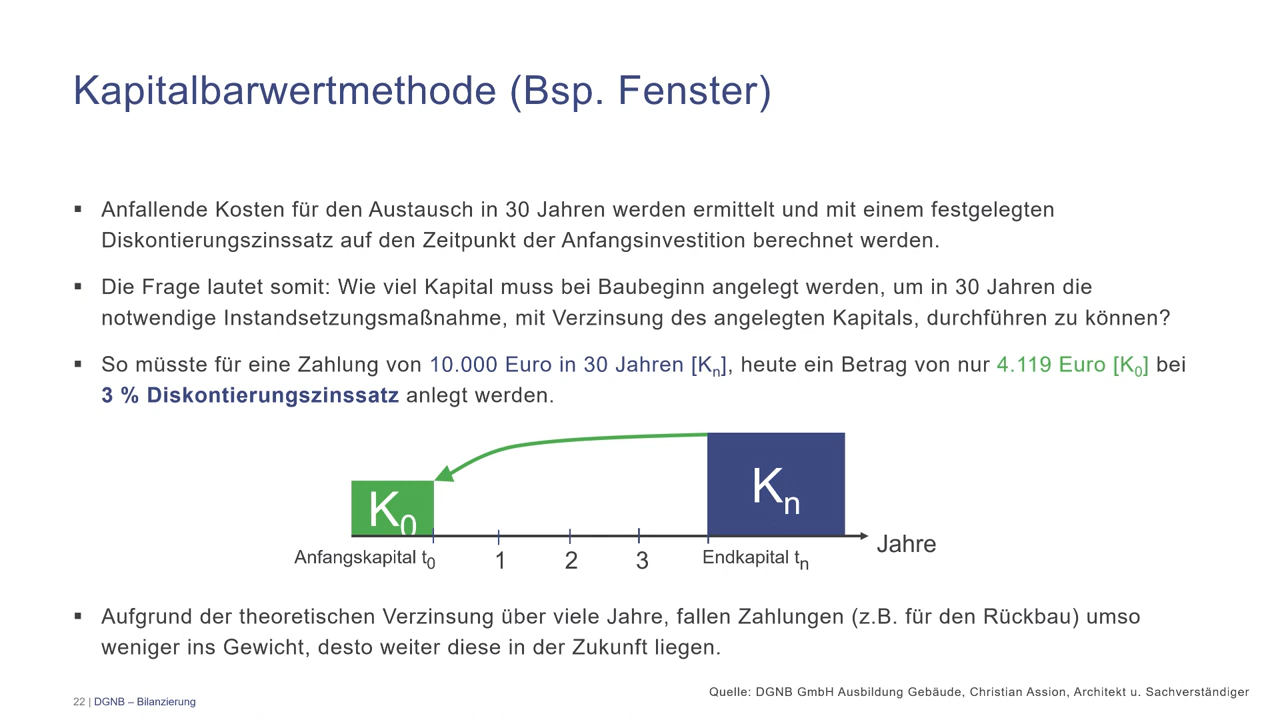 Kapitalbarwertmethode (Bsp. Fenster)
▪ Anfallende Kosten für den Austausch in 30 Jahren werden ermittelt und mit einem festgelegten
Diskontierungszinssatz auf den Zeitpunkt der Anfangsinvestition berechnet werden.
▪ Die Frage lautet somit: Wie viel Kapital muss bei Baubeginn angelegt werden, um in 30 Jahren die
notwendige Instandsetzungsmaßnahme, mit Verzinsung des angelegten Kapitals, durchführen zu können?
▪ So müsste für eine Zahlung von 10.000 Euro in 30 Jahren [Kn], heute ein Betrag von nur 4.119 Euro [K0] bei
3 % Diskontierungszinssatz anlegt werden.
K0
Kn
Jahre
Anfangskapital t0
1
2
3
Endkapital tn
▪ Aufgrund der theoretischen Verzinsung über viele Jahre, fallen Zahlungen (z.B. für den Rückbau) umso
weniger ins Gewicht, desto weiter diese in der Zukunft liegen.
Quelle: DGNB GmbH Ausbildung Gebäude, Christian Assion, Architekt u. Sachverständiger
22 | DGNB – Bilanzierung